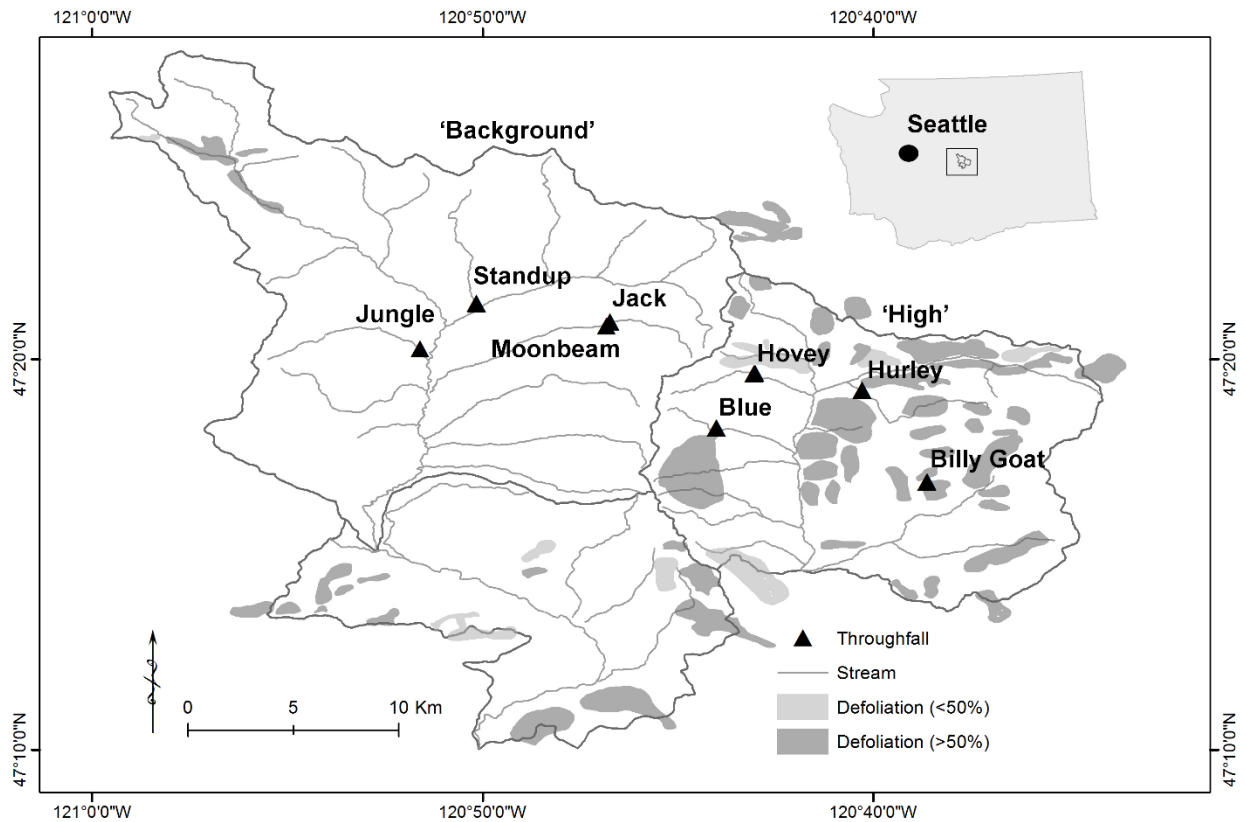 121°0'0"W
120°50'0"W
120°40'0"W
‘Background’
Seattle
Standup
Jack
Jungle
Moonbeam
‘High’
Hovey
Hurley
Blue
Billy Goat
47°20'0"N
47°20'0"N
Throughfall
Stream
0 5 10 Km
Defoliation (<50%)
Defoliation (>50%)
47°10'0"N
47°10'0"N
121°0'0"W
120°50'0"W
120°40'0"W